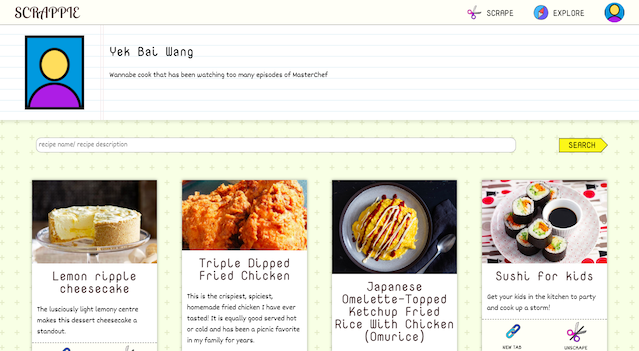 SCRAPPIE
SCRAPE
EXPLORE
Yek Bai Wang
Wannabe cook that has been watching too many episodes of MasterChef
recipe name/ recipe description
SEARCH
Lemon ripple
cheesecake
The lusciously light lemony centre
makes this dessert cheesecake a
standout.
Triple Dipped
Fried Chicken
This is the crispiest, spiciest,
homemade fried chicken I have ever
tasted! It is equally good served hot
or cold and has been a picnic favorite
in my family for years.
Japanese
Omelette-Topped
Ketchup Fried
Rice With Chicken
(Omurice)
Sushi for kids
Get your kids in the kitchen to party
and cook up a storm!
NEW TAB
UNSCRAPE